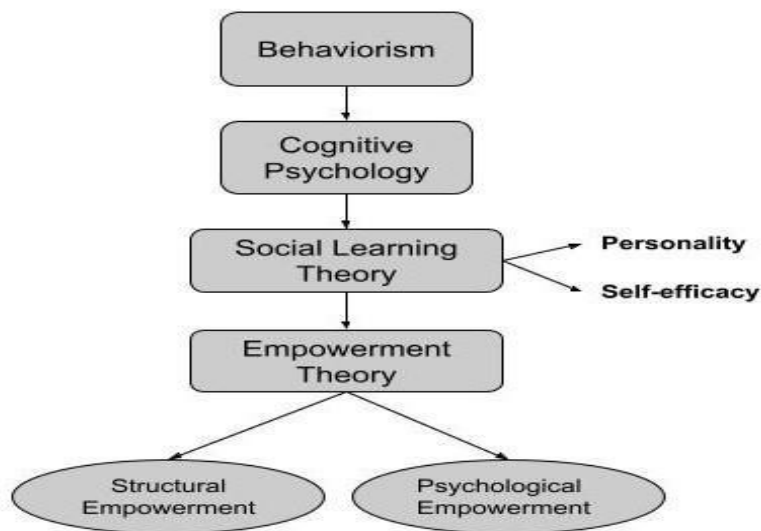 Behaviorism
Cognitive
Psychology
Social Learning
Theory
Personality
Self-efficacy
Empowerment
Theory
Structural
Empowerment
Psychological
Empowerment